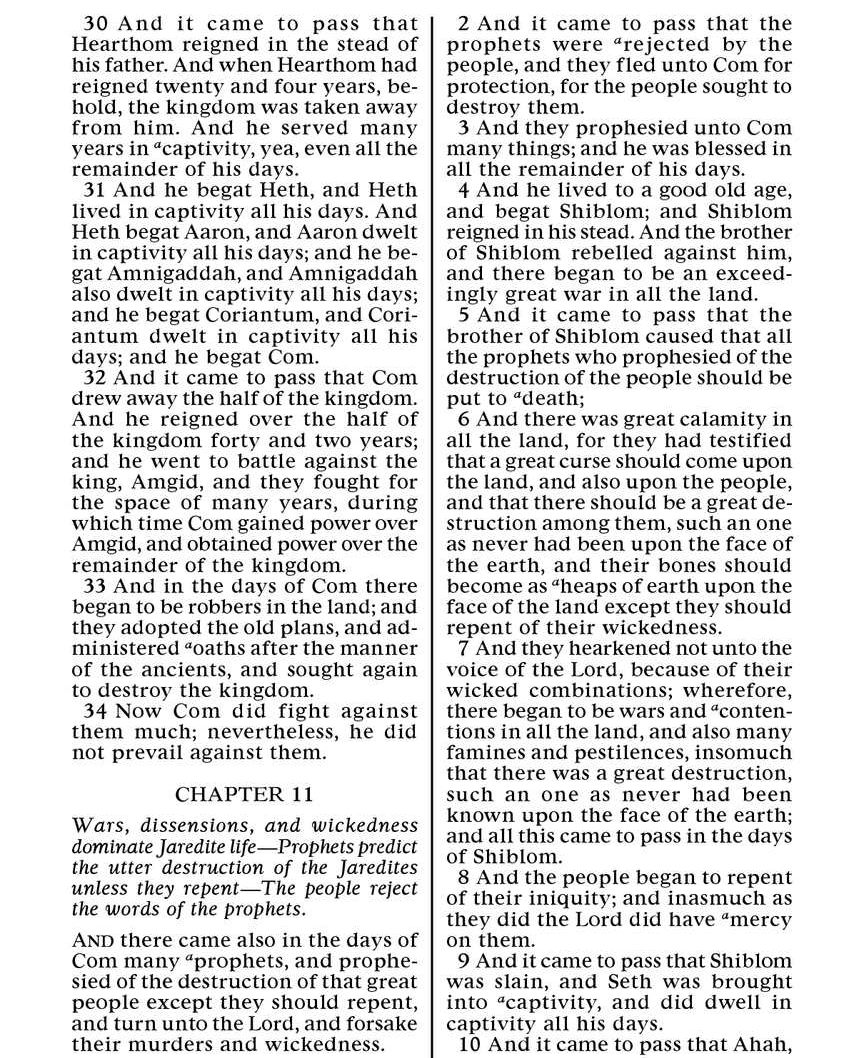 30 And it came to pass that
Hearthom reigned in the stead of
his father. And when Hearthom had
reigned twenty and four years, be-
hold, the kingdom was taken away
from him. And he served many
years in ᵃcaptivity, yea, even all the
remainder of his days.
31 And he begat Heth, and Heth
lived in captivity all his days. And
Heth begat Aaron, and Aaron dwelt
in captivity all his days; and he be-
gat Amnigaddah, and Amnigaddah
also dwelt in captivity all his days;
and he begat Coriantum, and Cori-
antum dwelt in captivity all his
days; and he begat Com.
32 And it came to pass that Com
drew away the half of the kingdom.
And he reigned over the half of
the kingdom forty and two years;
and he went to battle against the
king, Amgid, and they fought for
the space of many years, during
which time Com gained power over
Amgid, and obtained power over the
remainder of the kingdom.
33 And in the days of Com there
began to be robbers in the land; and
they adopted the old plans, and ad-
ministered ᵃoaths after the manner
of the ancients, and sought again
to destroy the kingdom.
34 Now Com did fight against
them much; nevertheless, he did
not prevail against them.
CHAPTER 11
Wars, dissensions, and wickedness
dominate Jaredite life—Prophets predict
the utter destruction of the Jaredites
unless they repent—The people reject
the words of the prophets.
AND there came also in the days of
Com many ᵃprophets, and prophe-
sied of the destruction of that great
people except they should repent,
and turn unto the Lord, and forsake
their murders and wickedness.
2 And it came to pass that the
prophets were ᵃrejected by the
people, and they fled unto Com for
protection, for the people sought to
destroy them.
3 And they prophesied unto Com
many things; and he was blessed in
all the remainder of his days.
4 And he lived to a good old age,
and begat Shiblom; and Shiblom
reigned in his stead. And the brother
of Shiblom rebelled against him,
and there began to be an exceed-
ingly great war in all the land.
5 And it came to pass that the
brother of Shiblom caused that all
the prophets who prophesied of the
destruction of the people should be
put to ᵃdeath;
6 And there was great calamity in
all the land, for they had testified
that a great curse should come upon
the land, and also upon the people,
and that there should be a great de-
struction among them, such an one
as never had been upon the face of
the earth, and their bones should
become as ᵃheaps of earth upon the
face of the land except they should
repent of their wickedness.
7 And they hearkened not unto the
voice of the Lord, because of their
wicked combinations; wherefore,
there began to be wars and ᵃconten-
tions in all the land, and also many
famines and pestilences, insomuch
that there was a great destruction,
such an one as never had been
known upon the face of the earth;
and all this came to pass in the days
of Shiblom.
8 And the people began to repent
of their iniquity; and inasmuch as
they did the Lord did have ᵃmercy
on them.
9 And it came to pass that Shiblom
was slain, and Seth was brought
into ᵃcaptivity, and did dwell in
captivity all his days.
10 And it came to pass that Ahah,